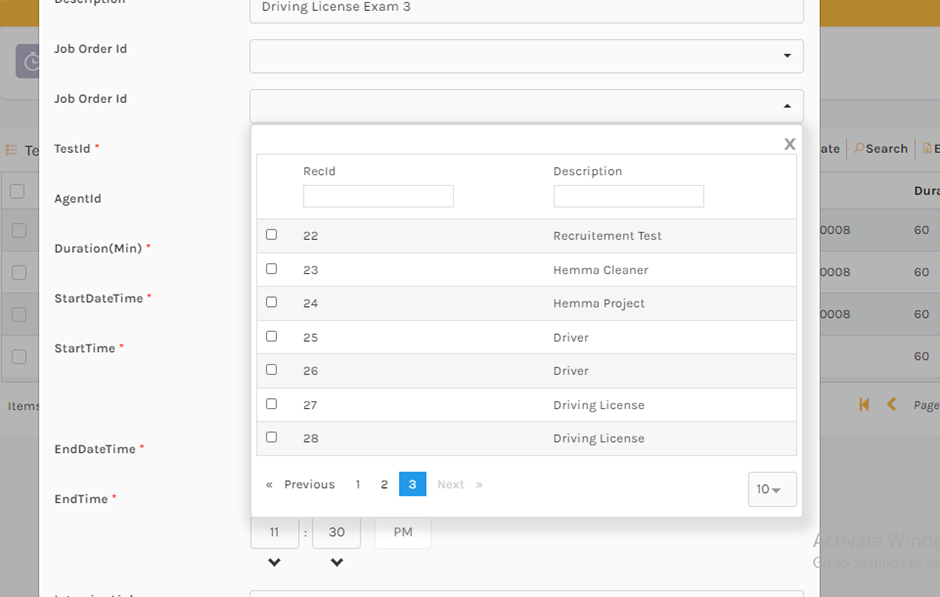 Description
Driving License Exam 3
Job Order Id
Job Order Id
TestId *
AgentId
Duration(Min) *
StartDateTime *
StartTime *
EndDateTime *
EndTime *
X
RecId Description
22 Recruitement Test
23 Hemma Cleaner
24 Hemma Project
25 Driver
26 Driver
27 Driving License
28 Driving License
« Previous 1 2 3 Next »
10
11 : 30 PM
Te
Items
ate Search E
Dura
0008 60
0008 60
0008 60
60
Page
Activate Windo
Go to Settings to ac